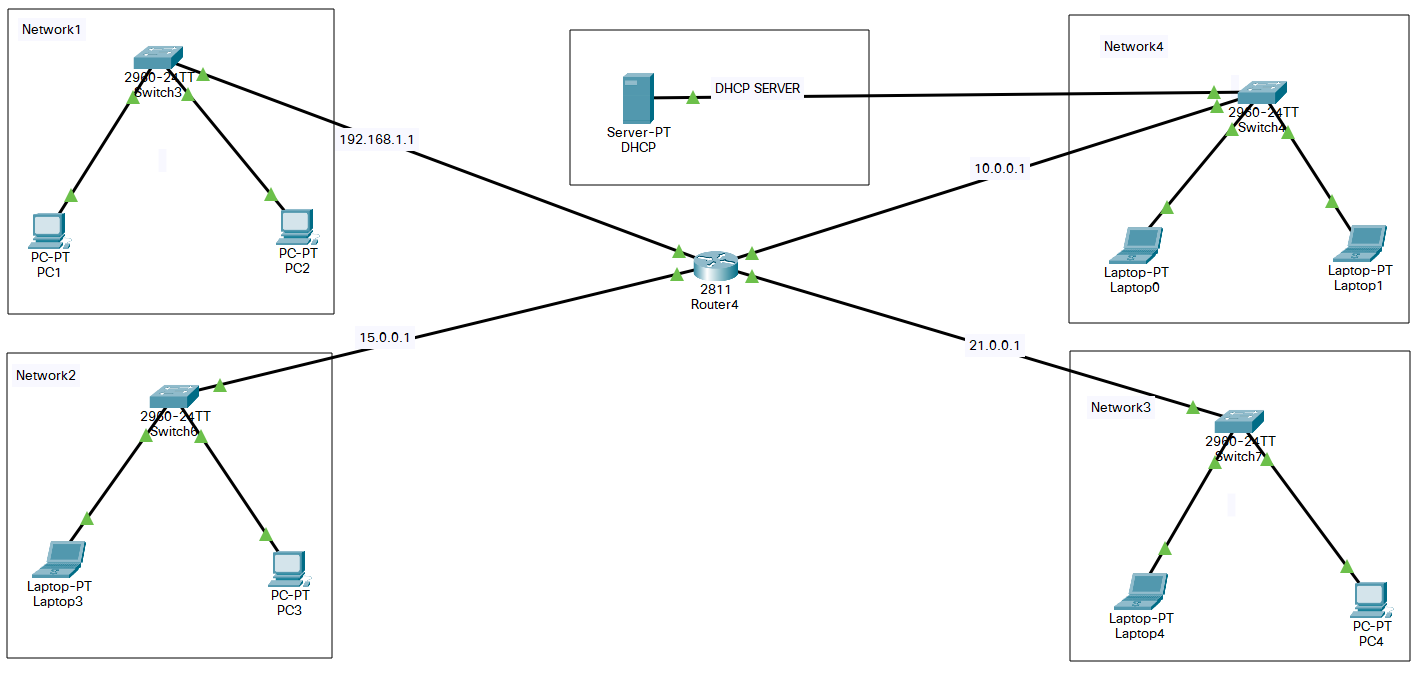 Network1
2960-24TT
Switch3
192.168.1.1
PC-PT
PC1
PC-PT
PC2
DHCP SERVER
Server-PT
DHCP
Network4
2960-24TT
Switch4
10.0.0.1
Laptop-PT
Laptop0
Laptop-PT
Laptop1
2811
Router4
15.0.0.1
21.0.0.1
Network2
2960-24TT
Switch6
Laptop-PT
Laptop3
PC-PT
PC3
Network3
2960-24TT
Switch7
Laptop-PT
Laptop4
PC-PT
PC4